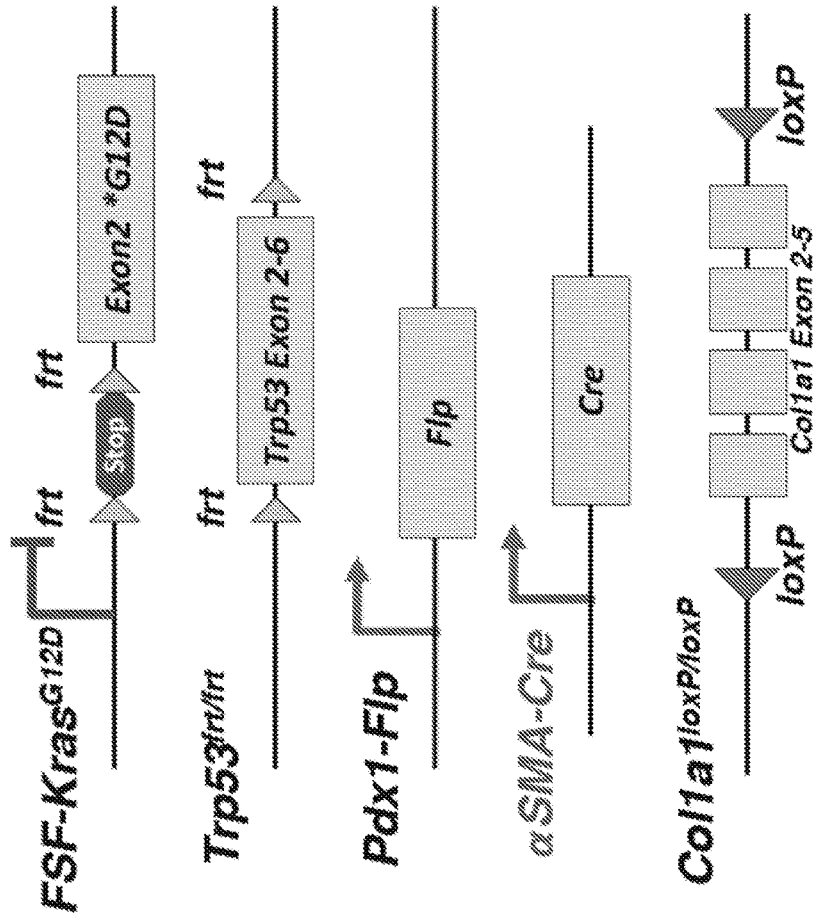 FSF-Kras^G12D
frt frt
Stop
Exon2 *G12D
Trp53^frt/frt
frt frt
Trp53 Exon 2-6
Pdx1-Flp
Flp
αSMA-Cre
Cre
Col1a1^loxP/loxP
loxP loxP
Col1a1 Exon 2-5